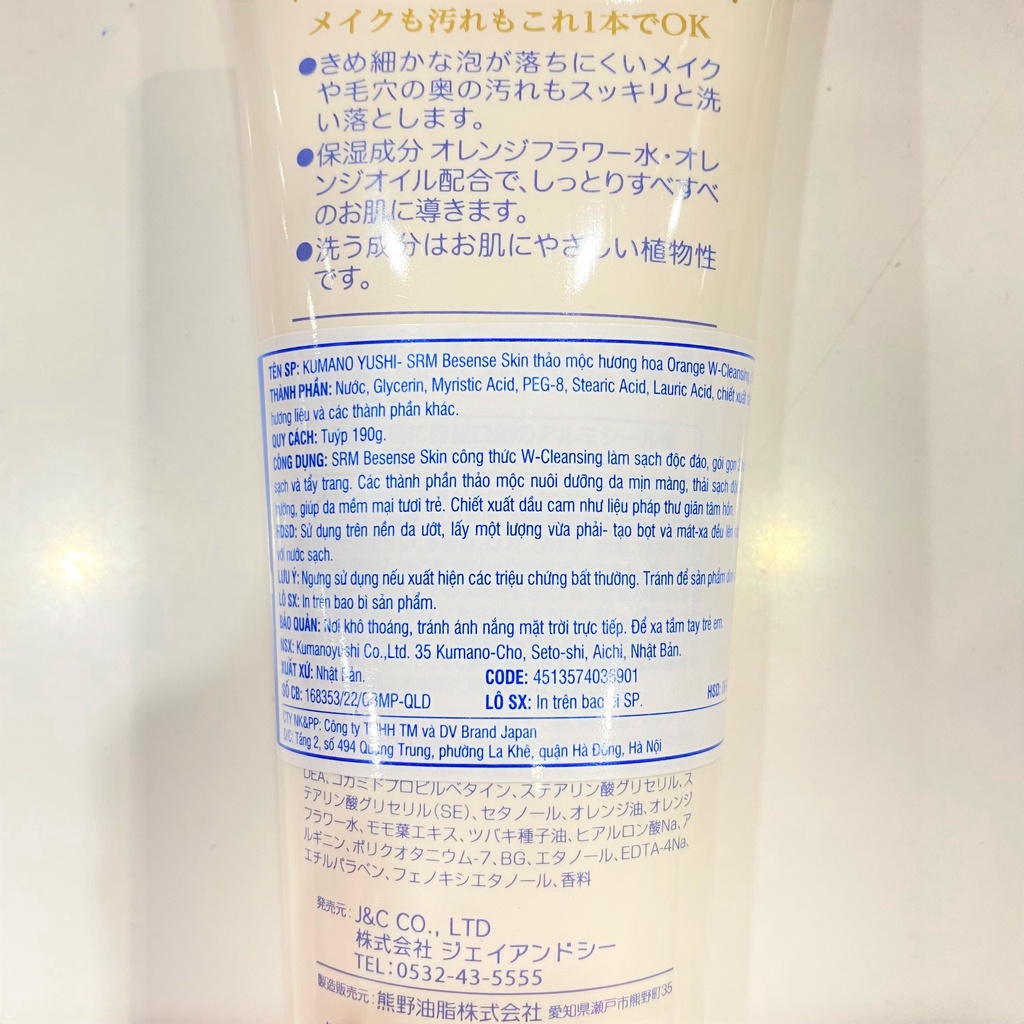 メイクも汚れもこれ1本でOK
●きめ細かな泡が落ちにくいメイク
や毛穴の奥の汚れもスッキリと洗
い落とします。
●保湿成分 オレンジフラワー水・オレ
ンジオイル配合で、しっとりすべすべ
のお肌に導きます。
●洗う成分はお肌にやさしい植物性
です。
TÊN SP: KUMANO YUSHI- SRM Besense Skin thảo mộc hương hoa Orange W-Cleansing
THÀNH PHẦN: Nước, Glycerin, Myristic Acid, PEG-8, Stearic Acid, Lauric Acid, chiết xuất
hương liệu và các thành phần khác.
QUY CÁCH: Tuýp 190g.
CÔNG DỤNG: SRM Besense Skin công thức W-Cleansing làm sạch độc đáo, gói gọn
sạch và tẩy trang. Các thành phần thảo mộc nuôi dưỡng da mịn màng, thải sạch
trường, giúp da mềm mại tươi trẻ. Chiết xuất dầu cam như liệu pháp thư giãn tâm hồn.
HDSD: Sử dụng trên nền da ướt, lấy một lượng vừa phải- tạo bọt và mát-xa đều lên
với nước sạch.
LƯU Ý: Ngưng sử dụng nếu xuất hiện các triệu chứng bất thường. Tránh để sản phẩm
LÔ SX: In trên bao bì sản phẩm.
BẢO QUẢN: Nơi khô thoáng, tránh ánh nắng mặt trời trực tiếp. Để xa tầm tay trẻ em.
NSX: Kumanoyushi Co.,Ltd. 35 Kumano-Cho, Seto-shi, Aichi, Nhật Bản.
XUẤT XỨ: Nhật Bản. CODE: 4513574036901
SỐ CB: 168353/22/CBMP-QLD LÔ SX: In trên bao bì SP. HSD:
CTY NK&PP: Công ty TNHH TM và DV Brand Japan
Đ/C: Tầng 2, số 494 Quang Trung, phường La Khê, quận Hà Đông, Hà Nội
DEA、コカミドプロピルベタイン、ステアリン酸グリセリル、ス
テアリン酸グリセリル(SE)、セタノール、オレンジ油、オレンジ
フラワー水、モモ葉エキス、ツバキ種子油、ヒアルロン酸Na、ア
ルギニン、ポリクオタニウム-7、BG、エタノール、EDTA-4Na、
エチルパラベン、フェノキシエタノール、香料
発売元: J&C CO., LTD
株式会社 ジェイアンドシー
TEL:0532-43-5555
製造販売元: 熊野油脂株式会社 愛知県瀬戸市熊野町35